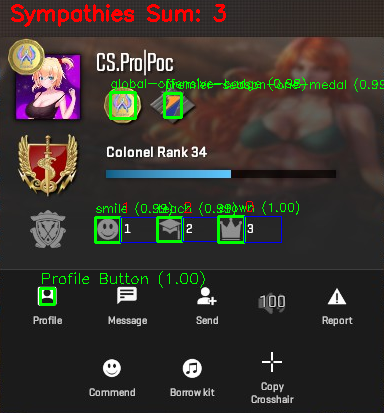 Sympathies Sum: 3
CS.Pro|Poc
global-offensive-badge (0.98)
premier-season-one-medal (0.99
Colonel Rank 34
smile (0.99)
teach (0.99)
crown (1.00)
1
2
3
Profile Button (1.00)
Profile
Message
Send
100
Report
Commend
Borrow kit
Copy
Crosshair